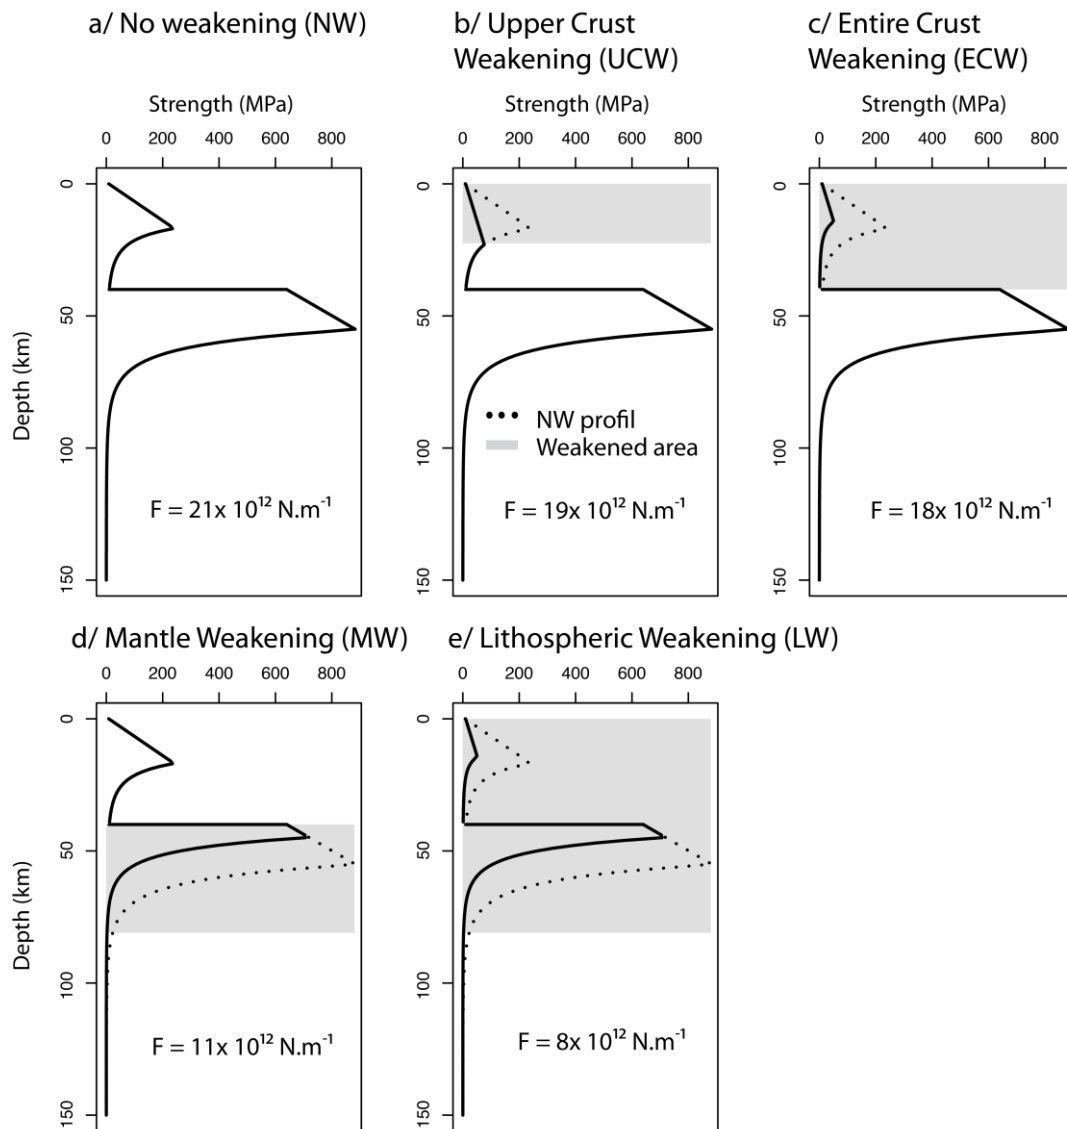 a/ No weakening (NW)
b/ Upper Crust
Weakening (UCW)
c/ Entire Crust
Weakening (ECW)
Strength (MPa)
Strength (MPa)
Strength (MPa)
0 200 400 600 800
0 200 400 600 800
0 200 400 600 800
0
50
100
150
Depth (km)
F = 21x 10¹² N.m⁻¹
0
50
100
150
NW profil
Weakened area
F = 19x 10¹² N.m⁻¹
0
50
100
150
F = 18x 10¹² N.m⁻¹
d/ Mantle Weakening (MW)
e/ Lithospheric Weakening (LW)
0 200 400 600 800
0 200 400 600 800
0
50
100
150
Depth (km)
F = 11x 10¹² N.m⁻¹
0
50
100
150
F = 8x 10¹² N.m⁻¹